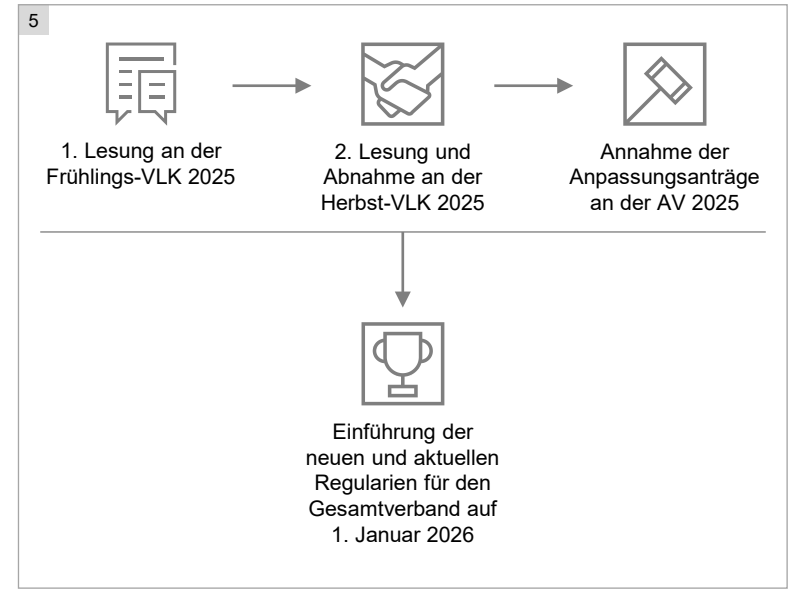 5
1. Lesung an der
Frühlings-VLK 2025
2. Lesung und
Abnahme an der
Herbst-VLK 2025
Annahme der
Anpassungsanträge
an der AV 2025
Einführung der
neuen und aktuellen
Regularien für den
Gesamtverband auf
1. Januar 2026